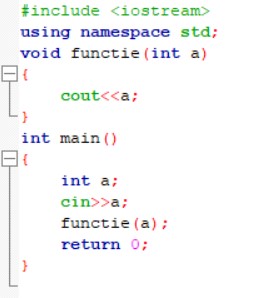 #include <iostream>
using namespace std;
void functie(int a)
{
cout<<a;
}
int main()
{
int a;
cin>>a;
functie(a);
return 0;
}